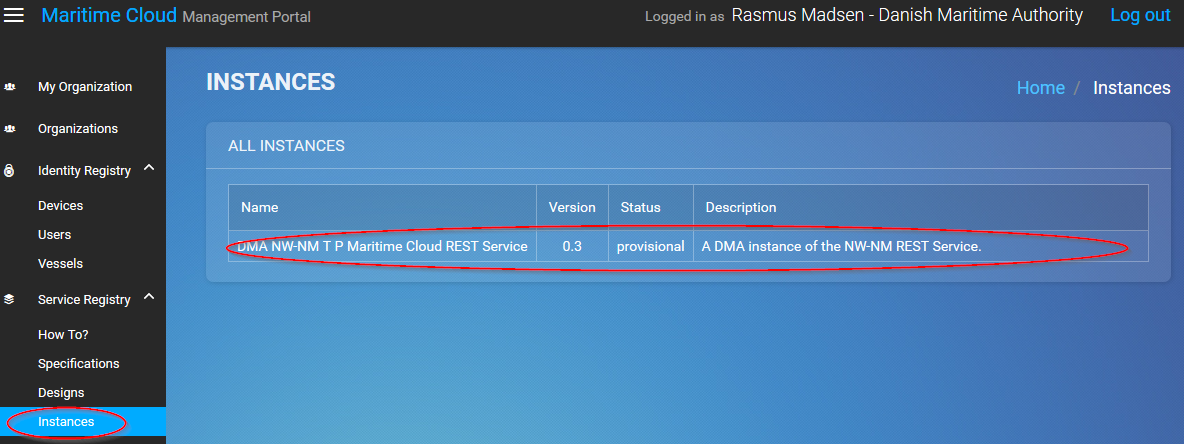 Maritime Cloud Management Portal
Logged in as Rasmus Madsen - Danish Maritime Authority Log out
My Organization
Organizations
Identity Registry
Devices
Users
Vessels
Service Registry
How To?
Specifications
Designs
Instances
INSTANCES
Home / Instances
ALL INSTANCES
Name Version Status Description
DMA NW-NM T P Maritime Cloud REST Service 0.3 provisional A DMA instance of the NW-NM REST Service.